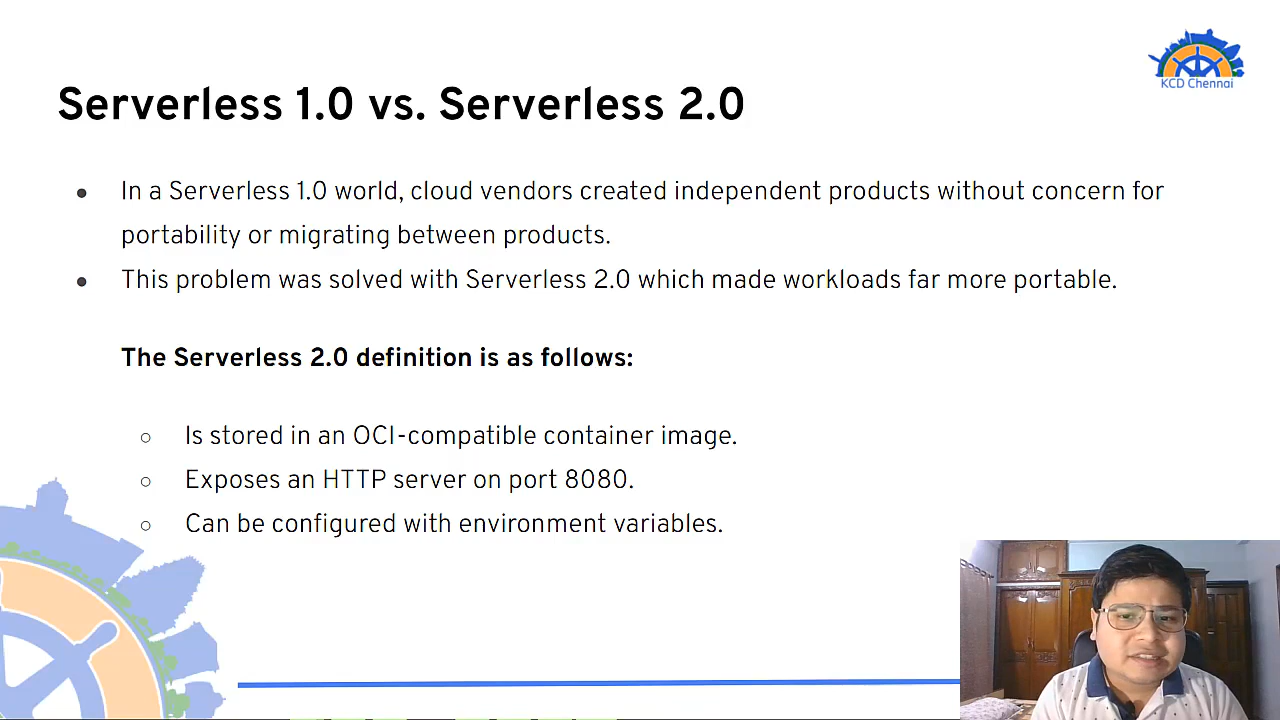 KCD Chennai
Serverless 1.0 vs. Serverless 2.0
● In a Serverless 1.0 world, cloud vendors created independent products without concern for
portability or migrating between products.
● This problem was solved with Serverless 2.0 which made workloads far more portable.
The Serverless 2.0 definition is as follows:
○ Is stored in an OCI-compatible container image.
○ Exposes an HTTP server on port 8080.
○ Can be configured with environment variables.